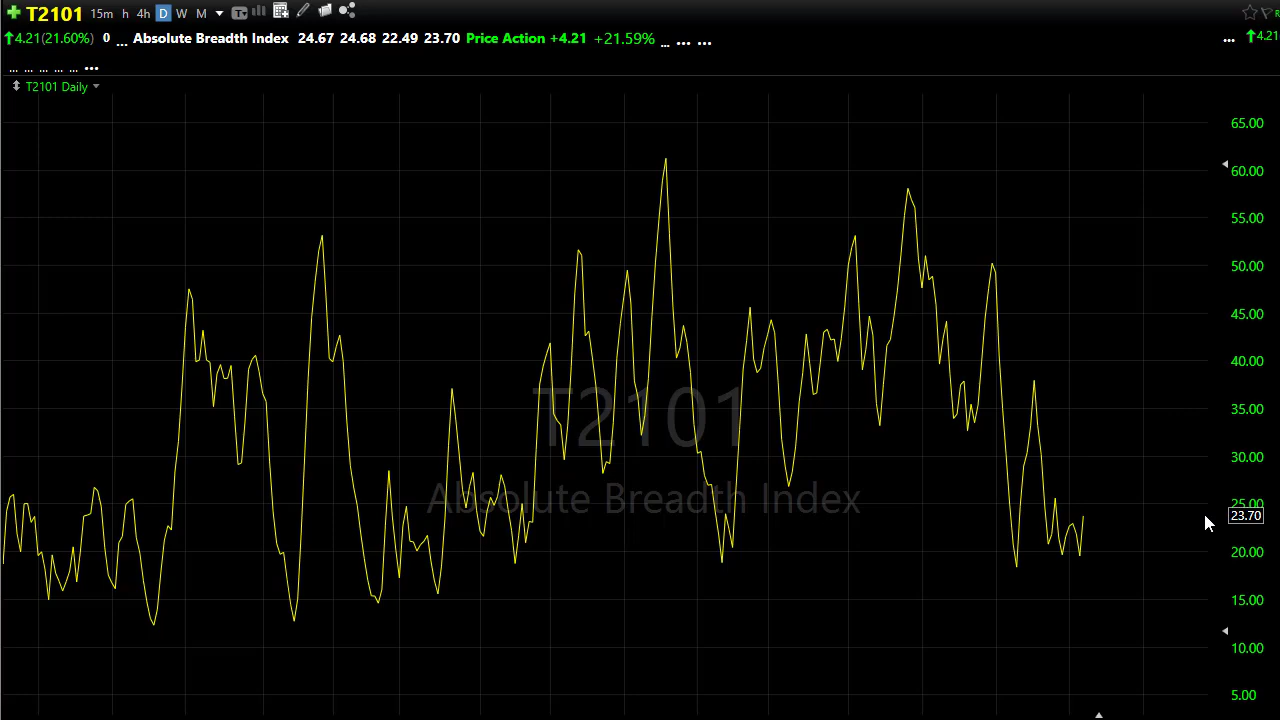 T2101 15m h 4h D W M T
4.21(21.60%) 0 ... Absolute Breadth Index 24.67 24.68 22.49 23.70 Price Action +4.21 +21.59% ... ... ... ... 4.21
... ... ... ... ... ...
T2101 Daily
65.00
60.00
55.00
50.00
45.00
40.00
35.00
T2101
30.00
Absolute Breadth Index
25.00
23.70
20.00
15.00
10.00
5.00